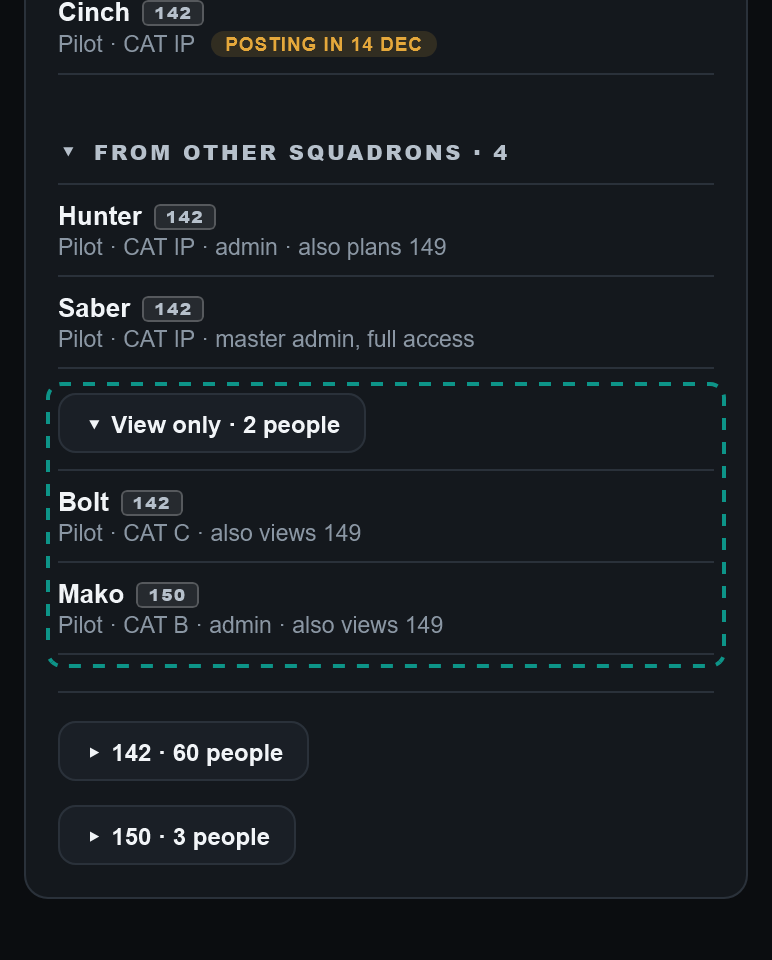 Cinch 142
Pilot · CAT IP POSTING IN 14 DEC
▼ FROM OTHER SQUADRONS · 4
Hunter 142
Pilot · CAT IP · admin · also plans 149
Saber 142
Pilot · CAT IP · master admin, full access
▼ View only · 2 people
Bolt 142
Pilot · CAT C · also views 149
Mako 150
Pilot · CAT B · admin · also views 149
▸ 142 · 60 people
▸ 150 · 3 people